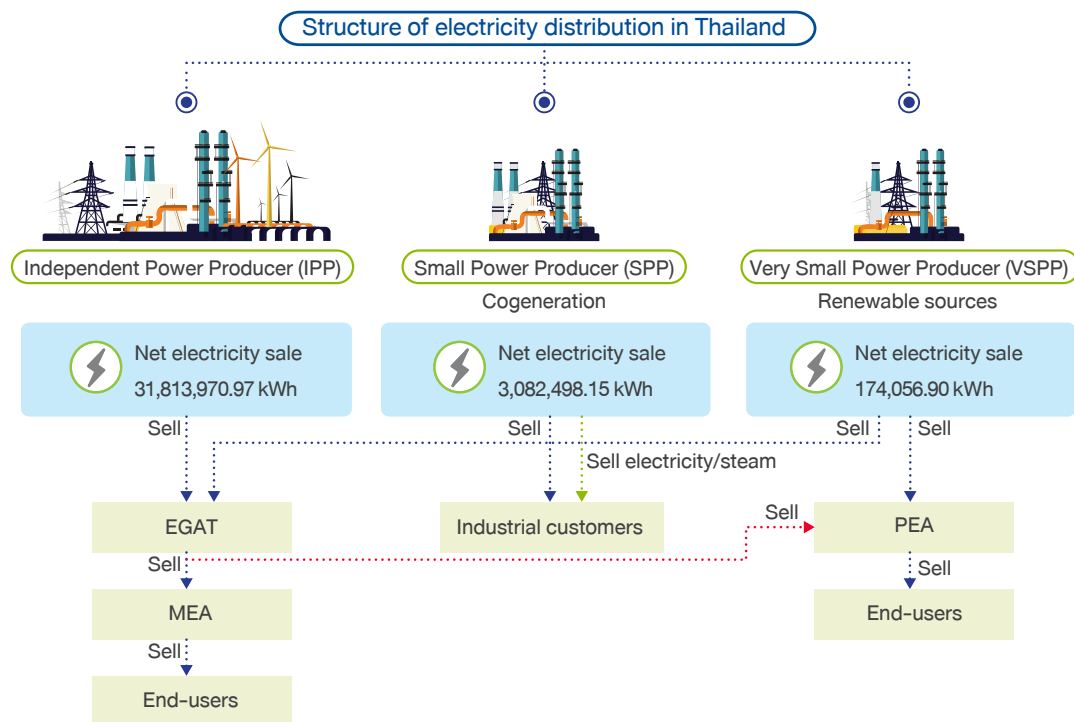 Structure of electricity distribution in Thailand
Independent Power Producer (IPP)
Small Power Producer (SPP)
Very Small Power Producer (VSPP)
Cogeneration
Renewable sources
Net electricity sale
31,813,970.97 kWh
Net electricity sale
3,082,498.15 kWh
Net electricity sale
174,056.90 kWh
Sell
Sell
Sell
Sell
Sell electricity/steam
EGAT
Industrial customers
Sell
PEA
Sell
Sell
MEA
End-users
Sell
End-users